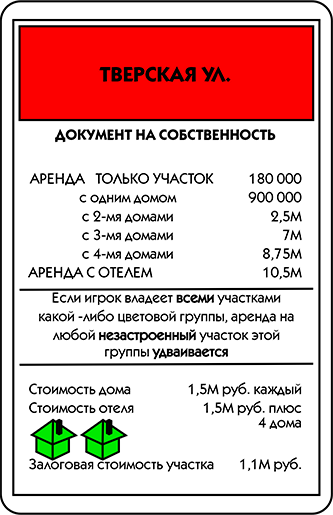 ТВЕРСКАЯ УЛ.
ДОКУМЕНТ НА СОБСТВЕННОСТЬ
АРЕНДА ТОЛЬКО УЧАСТОК 180 000
с одним домом 900 000
с 2-мя домами 2,5М
с 3-мя домами 7М
с 4-мя домами 8,75М
АРЕНДА С ОТЕЛЕМ 10,5М
Если игрок владеет всеми участками
какой -либо цветовой группы, аренда на
любой незастроенный участок этой
группы удваивается
Стоимость дома 1,5М руб. каждый
Стоимость отеля 1,5М руб. плюс
4 дома
Залоговая стоимость участка 1,1М руб.